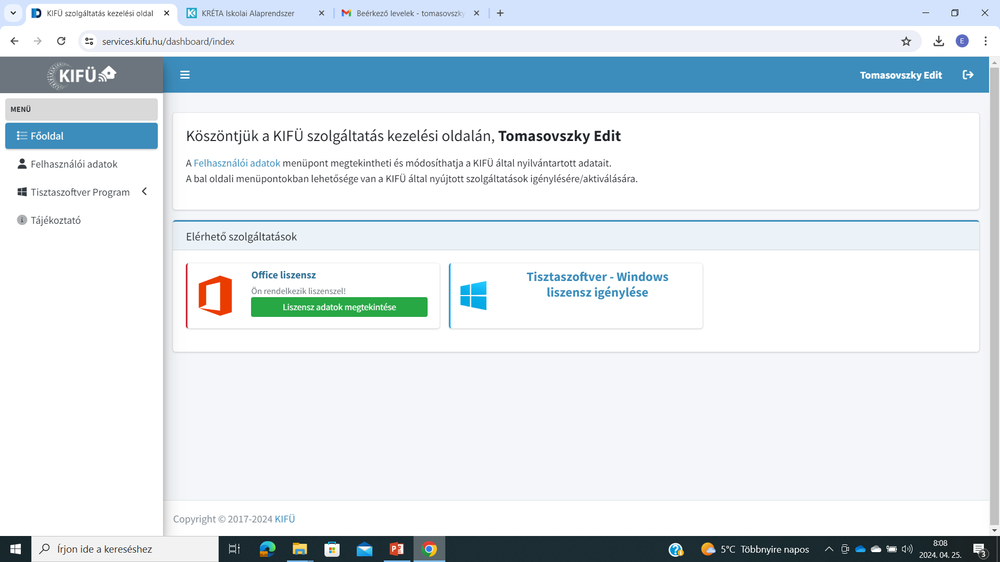 KIFÜ szolgáltatás kezelési oldal
KRÉTA Iskolai Alaprendszer
Beérkező levelek - tomasovszky
services.kifu.hu/dashboard/index
E
KIFÜ
Tomasovszky Edit
MENÜ
Főoldal
Felhasználói adatok
Tisztaszoftver Program
Tájékoztató
Köszöntjük a KIFÜ szolgáltatás kezelési oldalán, Tomasovszky Edit
A Felhasználói adatok menüpont megtekintheti és módosíthatja a KIFÜ által nyilvántartott adatait.
A bal oldali menüpontokban lehetősége van a KIFÜ által nyújtott szolgáltatások igénylésére/aktiválására.
Elérhető szolgáltatások
Office liszensz
Ön rendelkezik liszenszel!
Liszensz adatok megtekintése
Tisztaszoftver - Windows
liszensz igénylése
Copyright © 2017-2024 KIFÜ
Írjon ide a kereséshez
5°C Többnyire napos
8:08
2024. 04. 25.
3